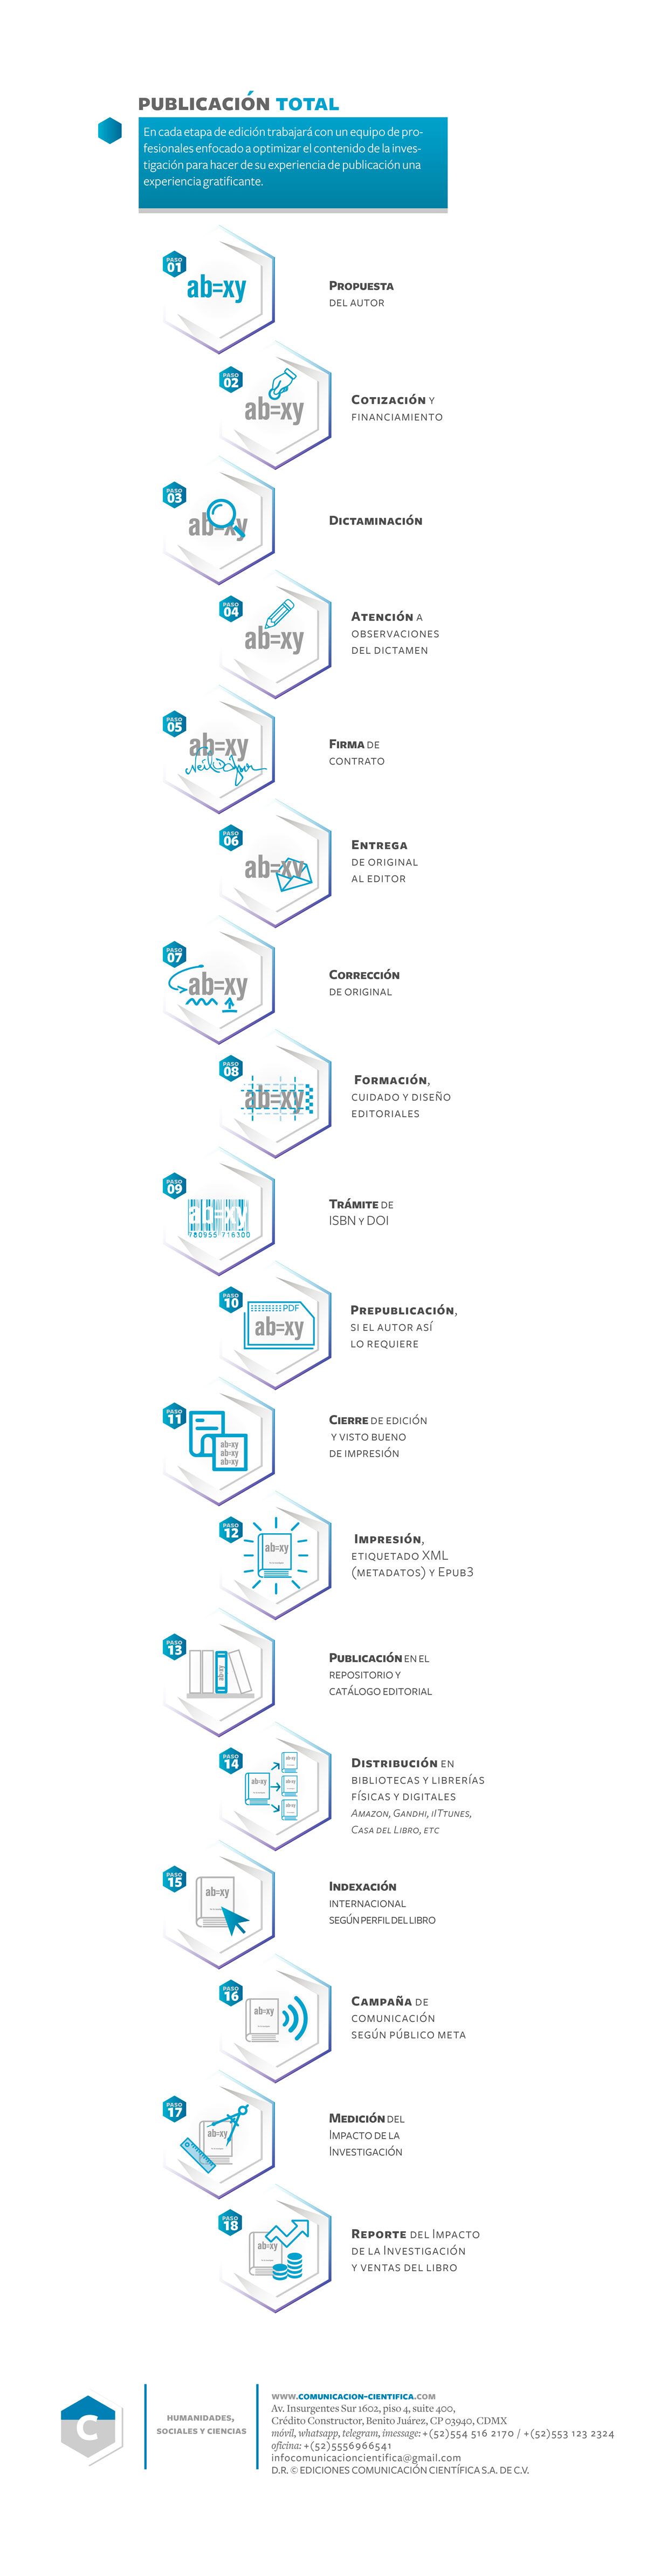 PUBLICACIÓN TOTAL
En cada etapa de edición trabajará con un equipo de pro-
fesionales enfocado a optimizar el contenido de la inves-
tigación para hacer de su experiencia de publicación una
experiencia gratificante.
PASO
01
ab=xy
PROPUESTA
DEL AUTOR
PASO
02
ab=xy
COTIZACIÓN Y
FINANCIAMIENTO
PASO
03
ab=xy
DICTAMINACIÓN
PASO
04
ab=xy
ATENCIÓN A
OBSERVACIONES
DEL DICTAMEN
PASO
05
ab=xy
FIRMA DE
CONTRATO
PASO
06
ab=xy
ENTREGA
DE ORIGINAL
AL EDITOR
PASO
07
ab=xy
CORRECCIÓN
DE ORIGINAL
PASO
08
ab=xy
FORMACIÓN,
CUIDADO Y DISEÑO
EDITORIALES
PASO
09
ab=xy
780955 716300
TRÁMITE DE
ISBN Y DOI
PASO
10
PDF
ab=xy
PREPUBLICACIÓN,
SI EL AUTOR ASÍ
LO REQUIERE
PASO
11
ab=xy
ab=xy
ab=xy
CIERRE DE EDICIÓN
Y VISTO BUENO
DE IMPRESIÓN
PASO
12
ab=xy
IMPRESIÓN,
ETIQUETADO XML
(METADATOS) Y EPUB3
PASO
13
ab=xy
PUBLICACIÓN EN EL
REPOSITORIO Y
CATÁLOGO EDITORIAL
PASO
14
ab=xy
ab=xy
ab=xy
ab=xy
DISTRIBUCIÓN EN
BIBLIOTECAS Y LIBRERÍAS
FÍSICAS Y DIGITALES
AMAZON, GANDHI, IITTUNES,
CASA DEL LIBRO, ETC
PASO
15
ab=xy
INDEXACIÓN
INTERNACIONAL
SEGÚN PERFIL DEL LIBRO
PASO
16
ab=xy
CAMPAÑA DE
COMUNICACIÓN
SEGÚN PÚBLICO META
PASO
17
ab=xy
MEDICIÓN DEL
IMPACTO DE LA
INVESTIGACIÓN
PASO
18
ab=xy
REPORTE DEL IMPACTO
DE LA INVESTIGACIÓN
Y VENTAS DEL LIBRO
C
HUMANIDADES,
SOCIALES Y CIENCIAS
WWW.COMUNICACION-CIENTIFICA.COM
Av. Insurgentes Sur 1602, piso 4, suite 400,
Crédito Constructor, Benito Juárez, CP 03940, CDMX
móvil, whatsapp, telegram, imessage: +(52)554 516 2170 / +(52)553 123 2324
oficina: +(52)5556966541
infocomunicacioncientifica@gmail.com
D.R. © EDICIONES COMUNICACIÓN CIENTÍFICA S.A. DE C.V.